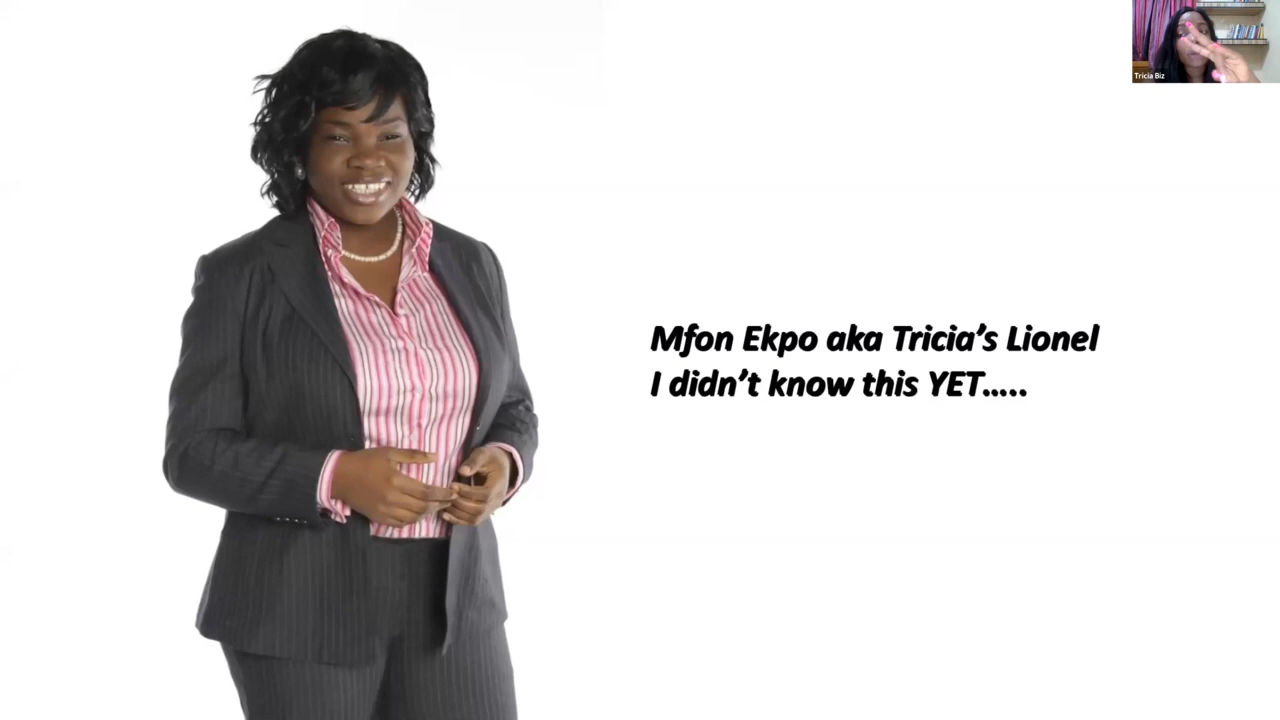 Tricia Biz
Mfon Ekpo aka Tricia’s Lionel
I didn’t know this YET…..